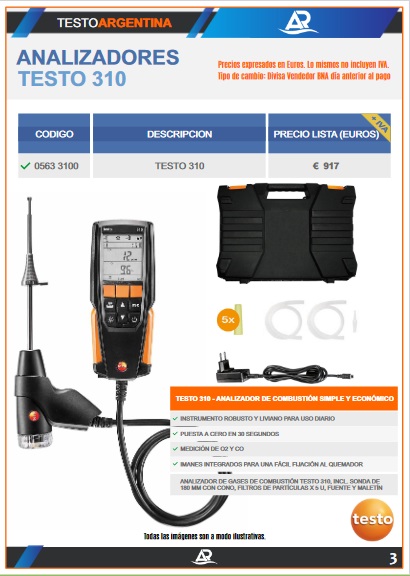 TESTOARGENTINA
AR
ANALIZADORES
TESTO 310
Precios expresados en Euros. Lo mismos no incluyen IVA.
Tipo de cambio: Divisa Vendedor BNA día anterior al pago
+ IVA
CODIGO DESCRIPCION PRECIO LISTA (EUROS)
0563 3100 TESTO 310 € 917
5x
TESTO 310 - ANALIZADOR DE COMBUSTIÓN SIMPLE Y ECONÓMICO
INSTRUMENTO ROBUSTO Y LIVIANO PARA USO DIARIO
PUESTA A CERO EN 30 SEGUNDOS
MEDICIÓN DE O2 Y CO
IMANES INTEGRADOS PARA UNA FÁCIL FIJACIÓN AL QUEMADOR
ANALIZADOR DE GASES DE COMBUSTIÓN TESTO 310, INCL. SONDA DE
180 MM CON CONO, FILTROS DE PARTÍCULAS X 5 U, FUENTE Y MALETÍN
testo
Todas las imágenes son a modo ilustrativas.
AR
3